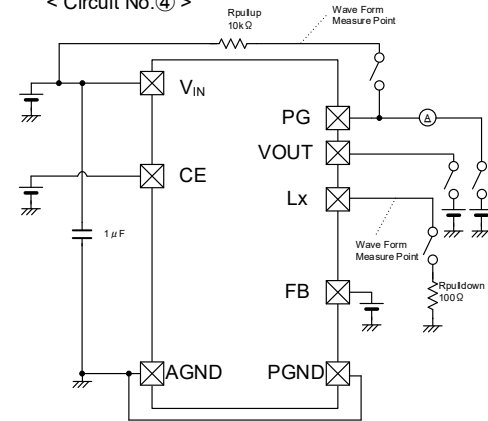 < Circuit No.④ >
Rpullup
10kΩ
Wave Form
Measure Point
VIN
PG
A
VOUT
CE
Lx
1μF
Wave Form
Measure Point
Rpulldown
100Ω
FB
AGND
PGND